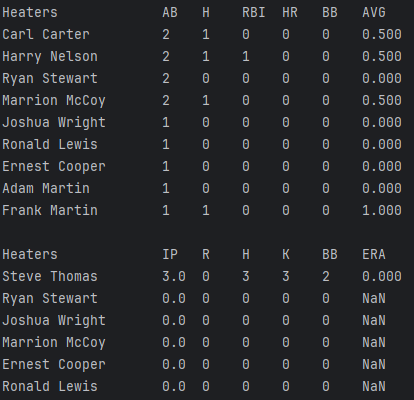 Heaters AB H RBI HR BB AVG
Carl Carter 2 1 0 0 0 0.500
Harry Nelson 2 1 1 0 0 0.500
Ryan Stewart 2 0 0 0 0 0.000
Marrion McCoy 2 1 0 0 0 0.500
Joshua Wright 1 0 0 0 0 0.000
Ronald Lewis 1 0 0 0 0 0.000
Ernest Cooper 1 0 0 0 0 0.000
Adam Martin 1 0 0 0 0 0.000
Frank Martin 1 1 0 0 0 1.000
Heaters IP R H K BB ERA
Steve Thomas 3.0 0 3 3 2 0.000
Ryan Stewart 0.0 0 0 0 0 NaN
Joshua Wright 0.0 0 0 0 0 NaN
Marrion McCoy 0.0 0 0 0 0 NaN
Ernest Cooper 0.0 0 0 0 0 NaN
Ronald Lewis 0.0 0 0 0 0 NaN